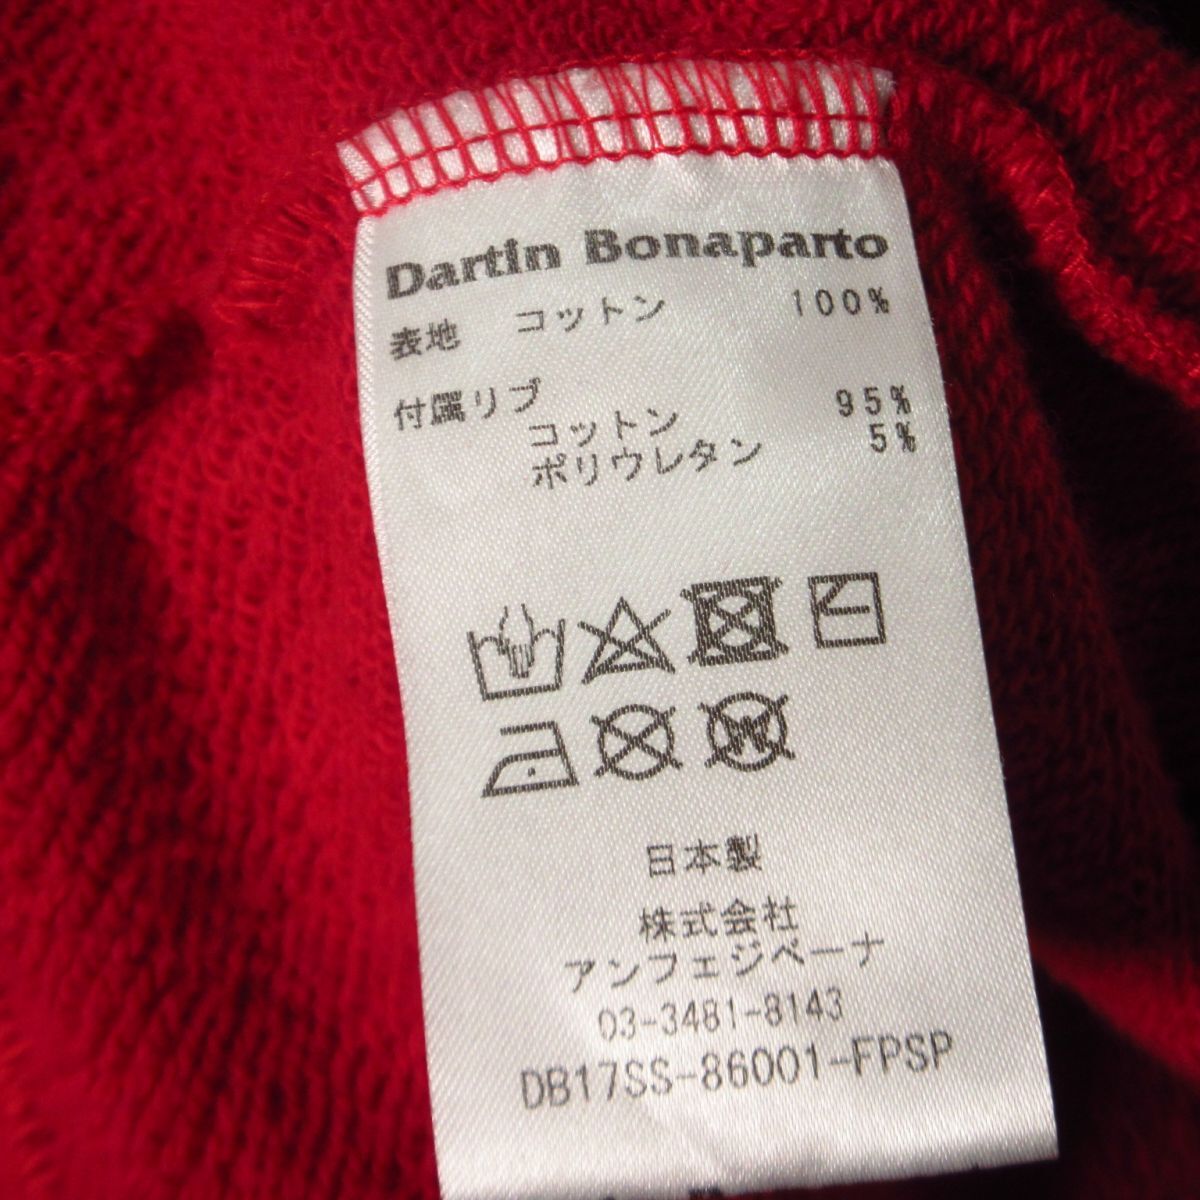 Dartin Bonaparto
表地 コットン 100%
付属リブ
コットン 95%
ポリウレタン 5%
日本製
株式会社
アンフェジペーナ
03-3481-8143
DB17SS-86001-FPSP